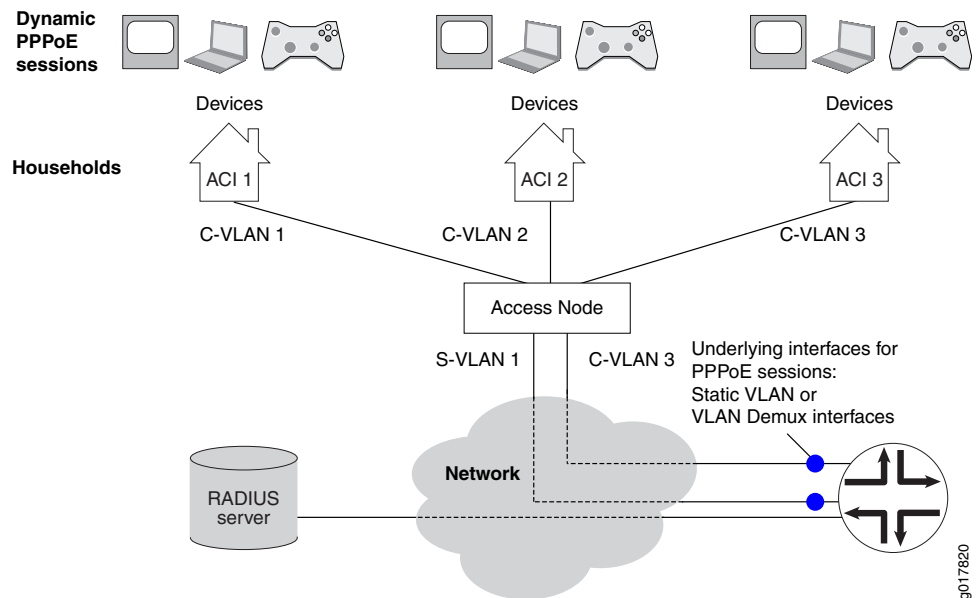 Dynamic
PPPoE
sessions
Devices
Devices
Devices
Households
ACI 1
ACI 2
ACI 3
C-VLAN 1
C-VLAN 2
C-VLAN 3
Access Node
S-VLAN 1
C-VLAN 3
Underlying interfaces for
PPPoE sessions:
Static VLAN or
VLAN Demux interfaces
Network
RADIUS
server
g017820